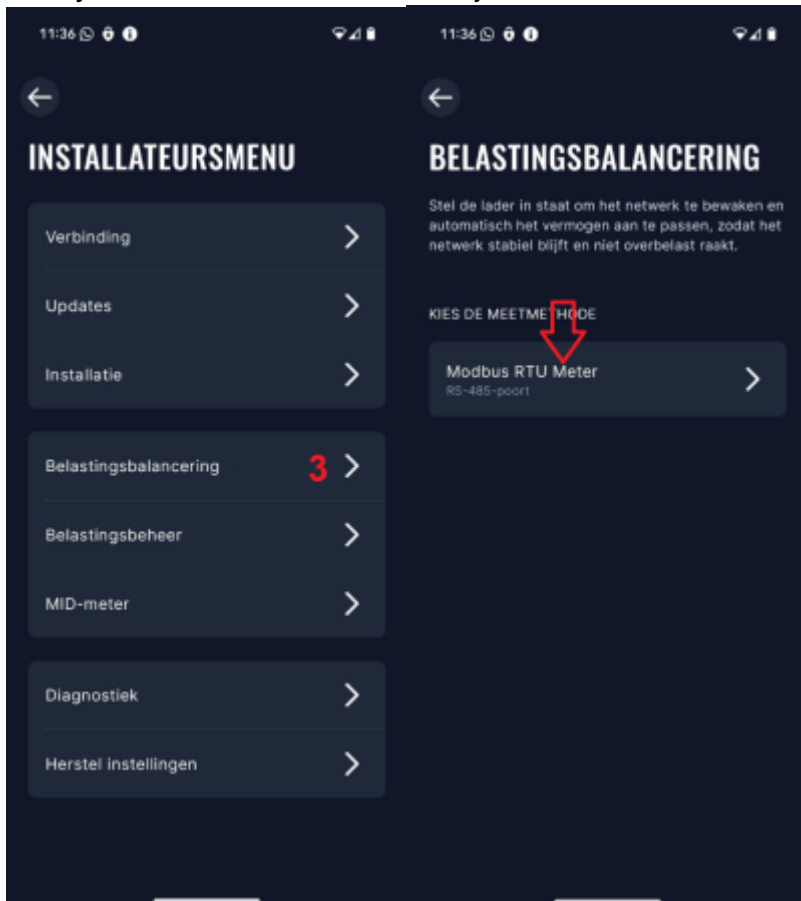 11:36
INSTALLATEURSMENU
Verbinding
Updates
Installatie
Belastingsbalancering 3
Belastingsbeheer
MID-meter
Diagnostiek
Herstel instellingen
11:36
BELASTINGSBALANCERING
Stel de lader in staat om het netwerk te bewaken en
automatisch het vermogen aan te passen, zodat het
netwerk stabiel blijft en niet overbelast raakt.
KIES DE MEETMETHODE
Modbus RTU Meter
RS-485-poort